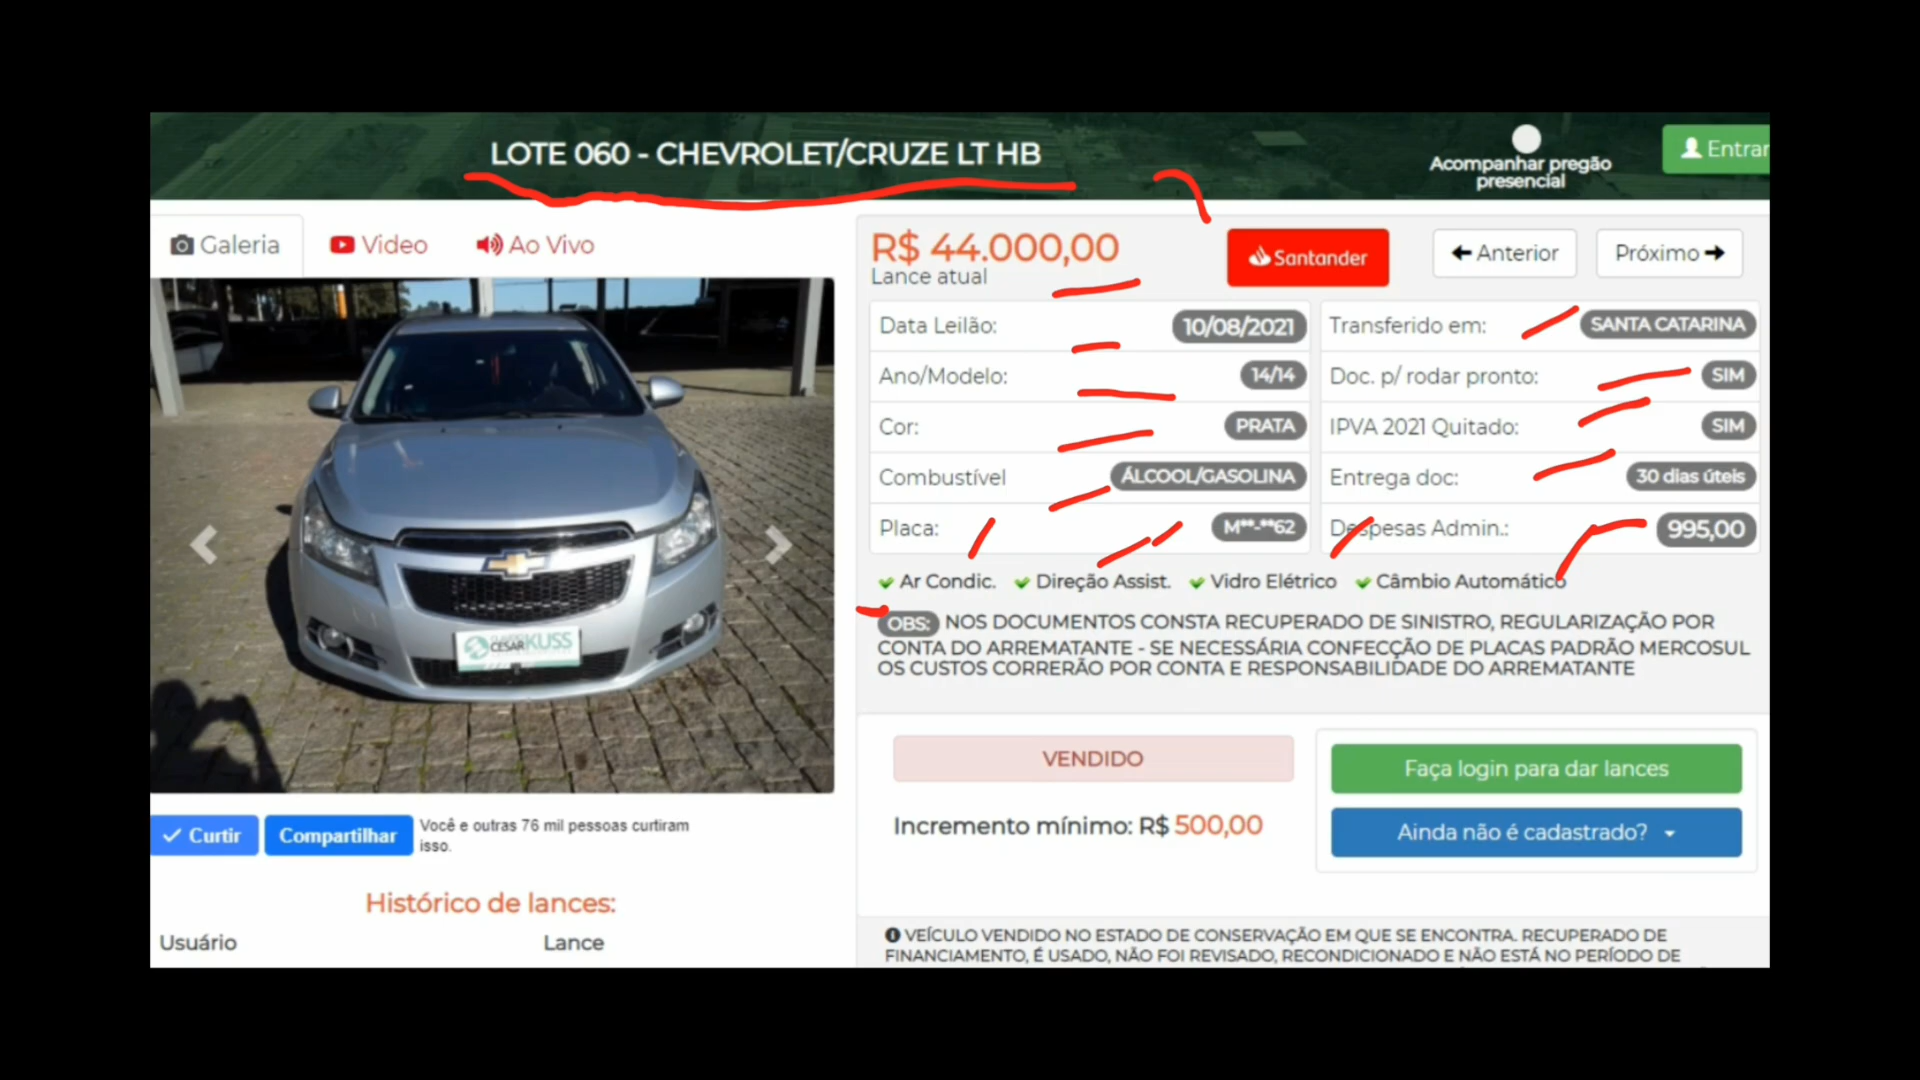 LOTE 060 - CHEVROLET/CRUZE LT HB
Acompanhar pregão
presencial
Entrar
Galeria
Video
Ao Vivo
R$ 44.000,00
Lance atual
Santander
Anterior
Próximo
Data Leilão: 10/08/2021
Ano/Modelo: 14/14
Cor: PRATA
Combustível ÁLCOOL/GASOLINA
Placa: M**-**62
Transferido em: SANTA CATARINA
Doc. p/ rodar pronto: SIM
IPVA 2021 Quitado: SIM
Entrega doc: 30 dias úteis
Despesas Admin.: 995,00
Ar Condic. Direção Assist. Vidro Elétrico Câmbio Automático
OBS: NOS DOCUMENTOS CONSTA RECUPERADO DE SINISTRO, REGULARIZAÇÃO POR
CONTA DO ARREMATANTE - SE NECESSÁRIA CONFECÇÃO DE PLACAS PADRÃO MERCOSUL
OS CUSTOS CORRERÃO POR CONTA E RESPONSABILIDADE DO ARREMATANTE
CESAR KUSS
VENDIDO
Incremento mínimo: R$ 500,00
Faça login para dar lances
Ainda não é cadastrado?
Curtir
Compartilhar
Você e outras 76 mil pessoas curtiram
isso.
Histórico de lances:
Usuário Lance
VEÍCULO VENDIDO NO ESTADO DE CONSERVAÇÃO EM QUE SE ENCONTRA. RECUPERADO DE
FINANCIAMENTO, É USADO, NÃO FOI REVISADO, RECONDICIONADO E NÃO ESTÁ NO PERÍODO DE